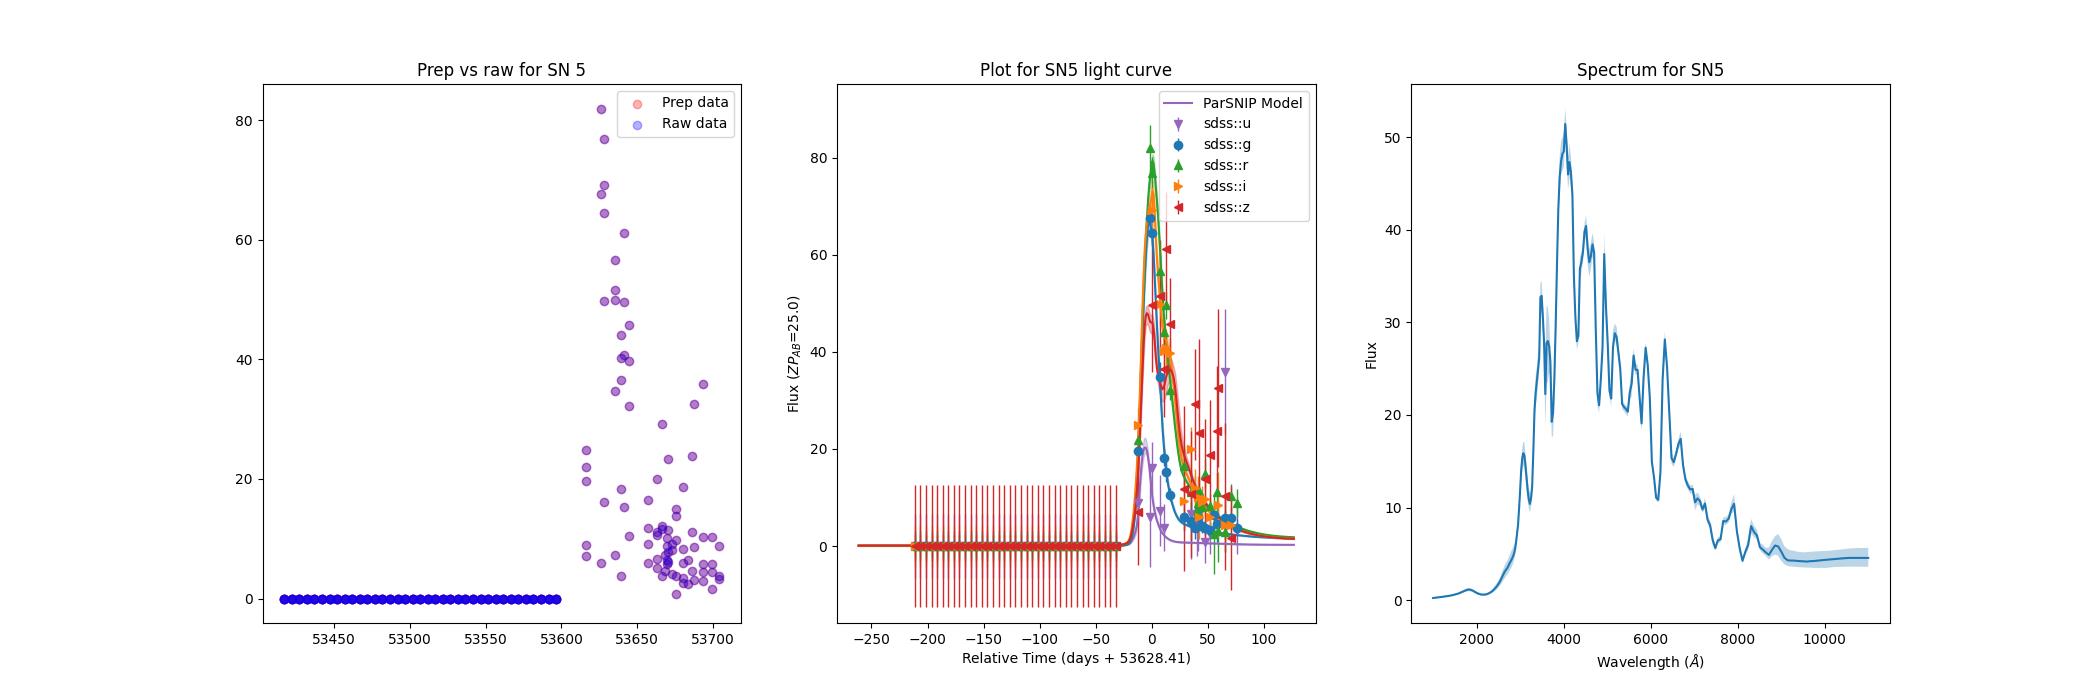 Prep vs raw for SN 5
Prep data
Raw data
80
60
40
20
0
53450
53500
53550
53600
53650
53700
Plot for SN5 light curve
ParSNIP Model
sdss::u
sdss::g
sdss::r
sdss::i
sdss::z
Flux (ZP_AB=25.0)
80
60
40
20
0
−250
−200
−150
−100
−50
0
50
100
Relative Time (days + 53628.41)
Spectrum for SN5
Flux
50
40
30
20
10
0
2000
4000
6000
8000
10000
Wavelength (Å)